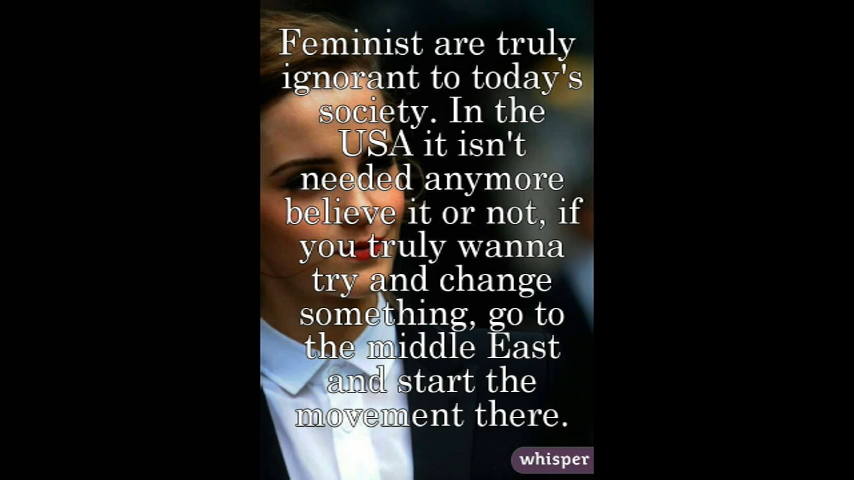 Feminist are truly
ignorant to today's
society. In the
USA it isn't
needed anymore
believe it or not, if
you truly wanna
try and change
something, go to
the middle East
and start the
movement there.
whisper